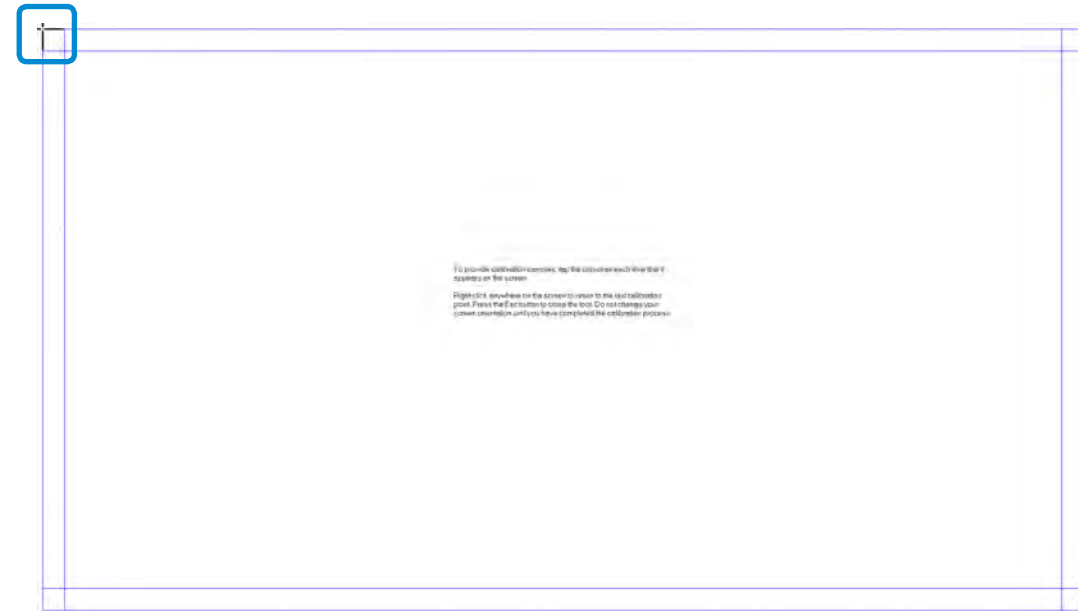 To provide calibration samples, tap the crosshair each time that it
appears on the screen.
Right-click anywhere on the screen to return to the last calibration
point. Press the Esc button to close the tool. Do not change your
screen orientation until you have completed the calibration process.